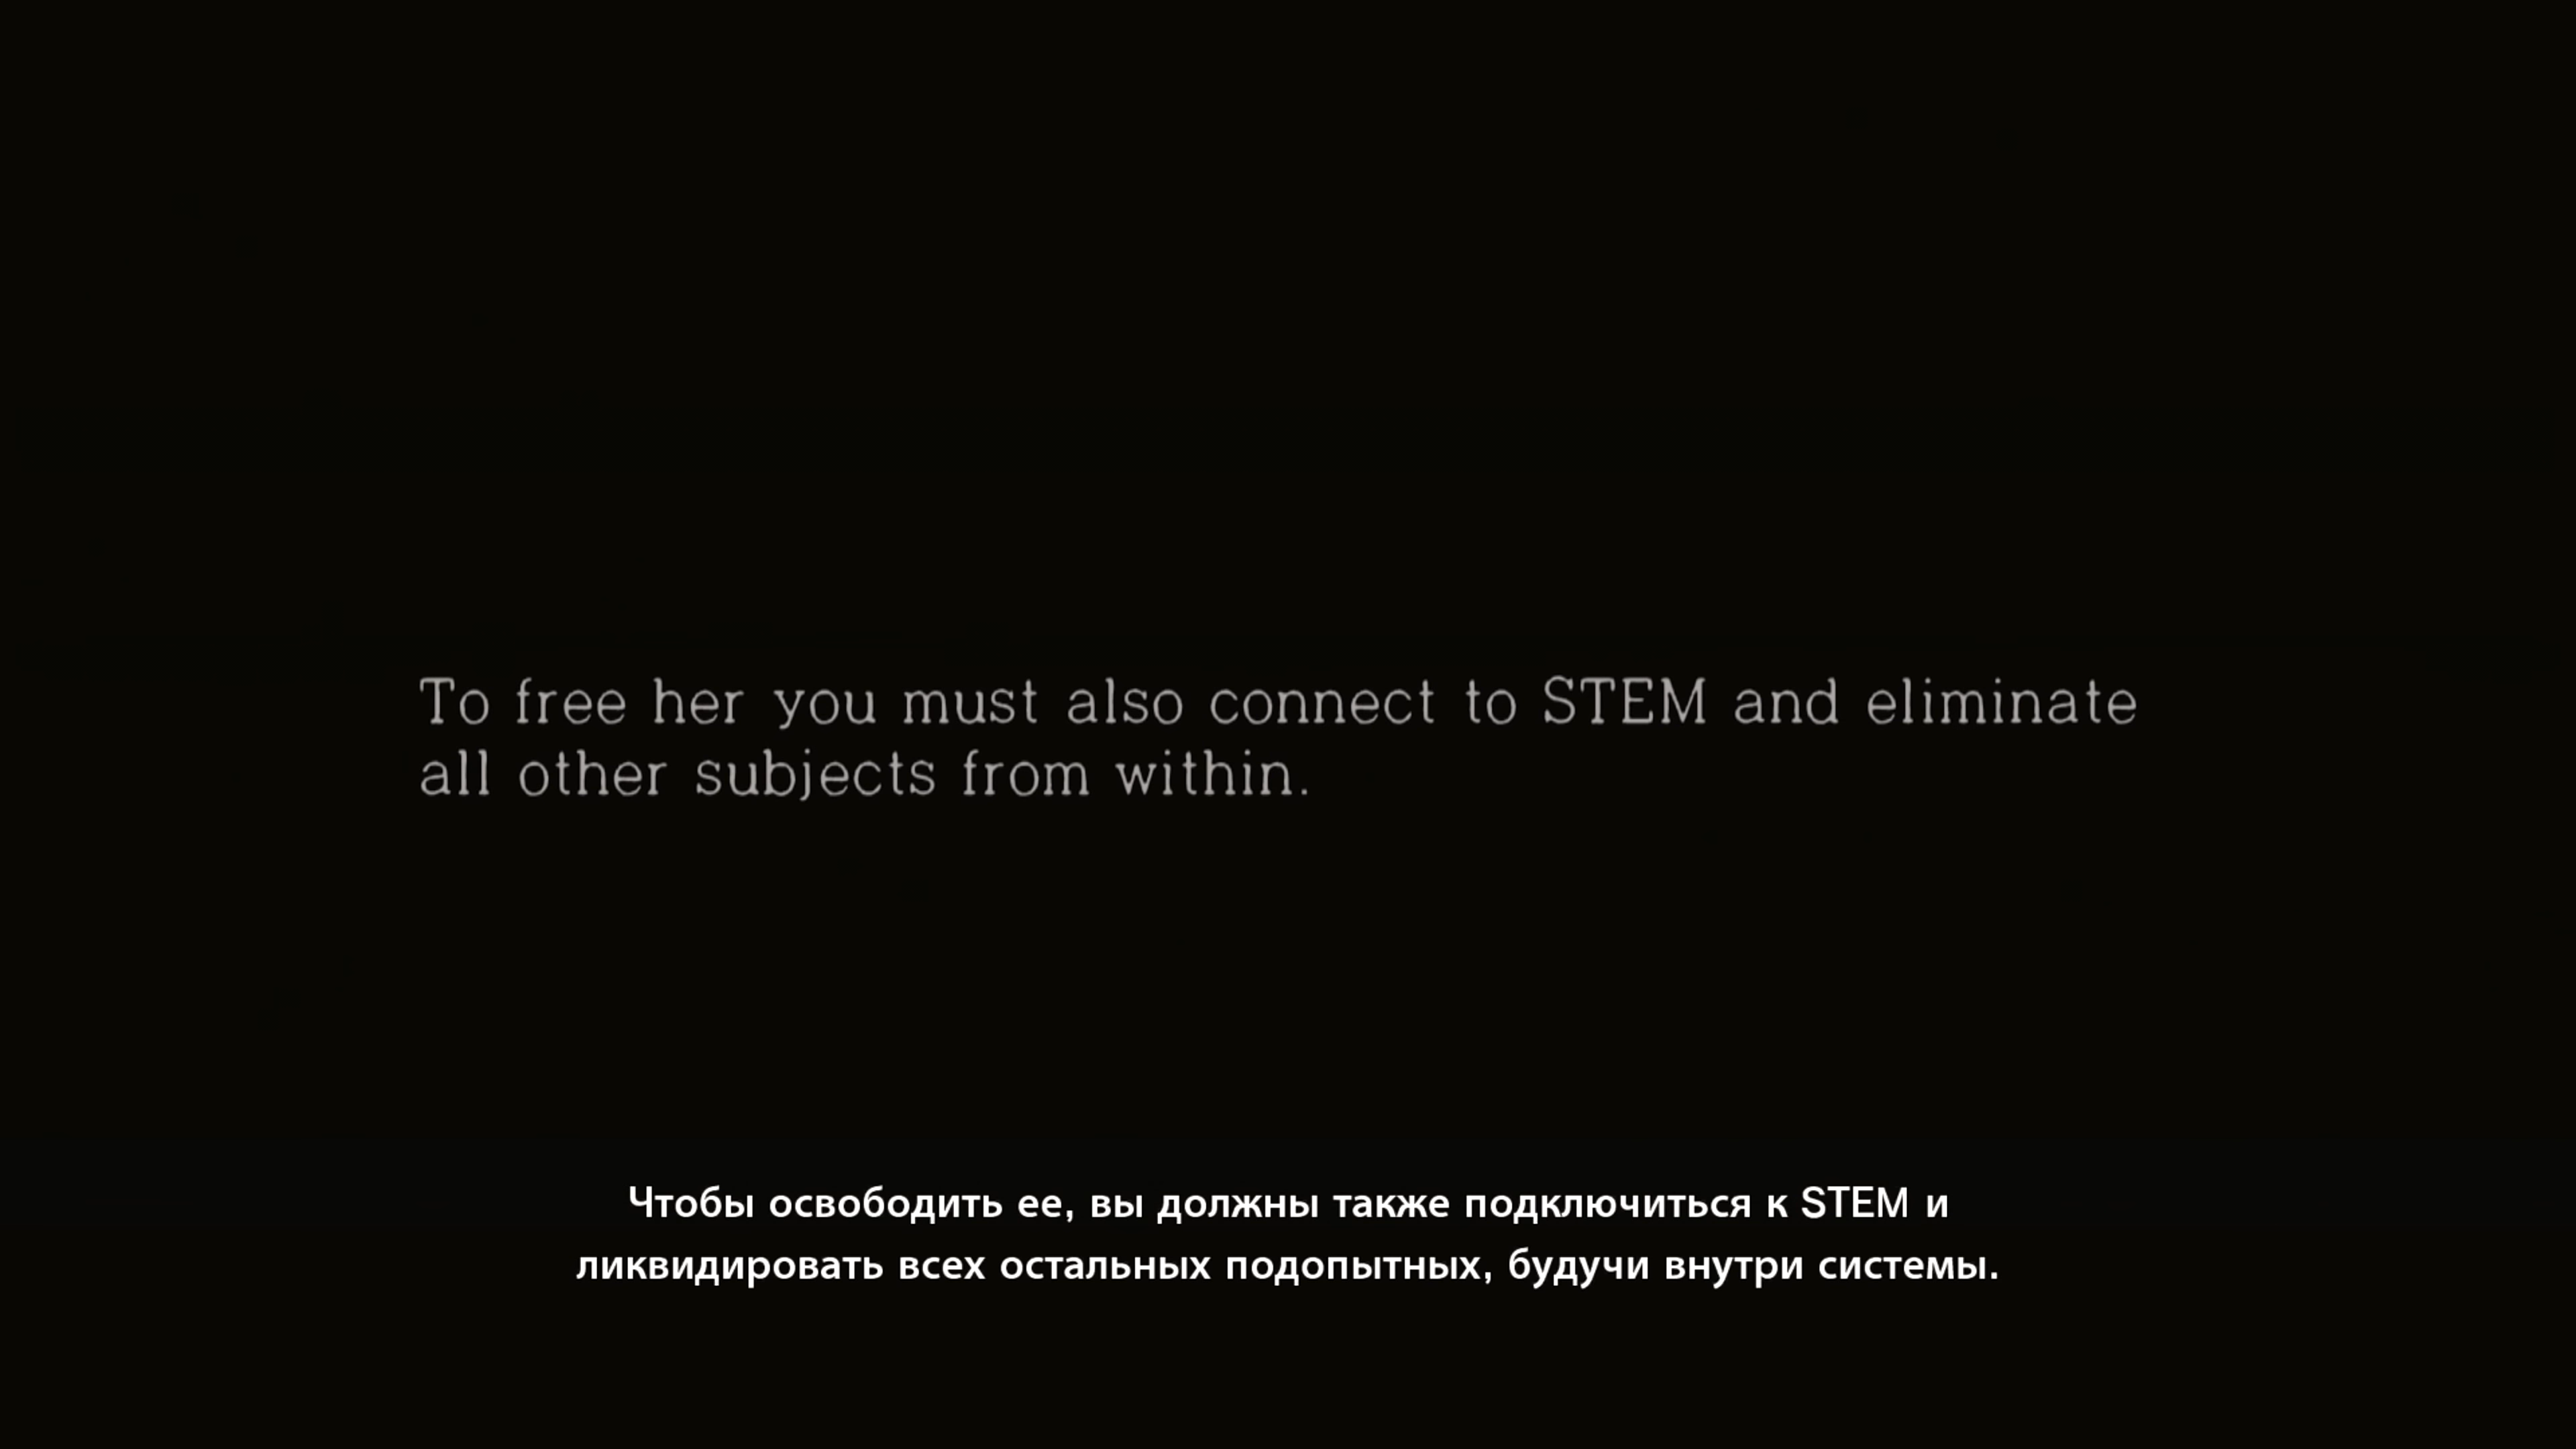 To free her you must also connect to STEM and eliminate
all other subjects from within.
Чтобы освободить ее, вы должны также подключиться к STEM и
ликвидировать всех остальных подопытных, будучи внутри системы.